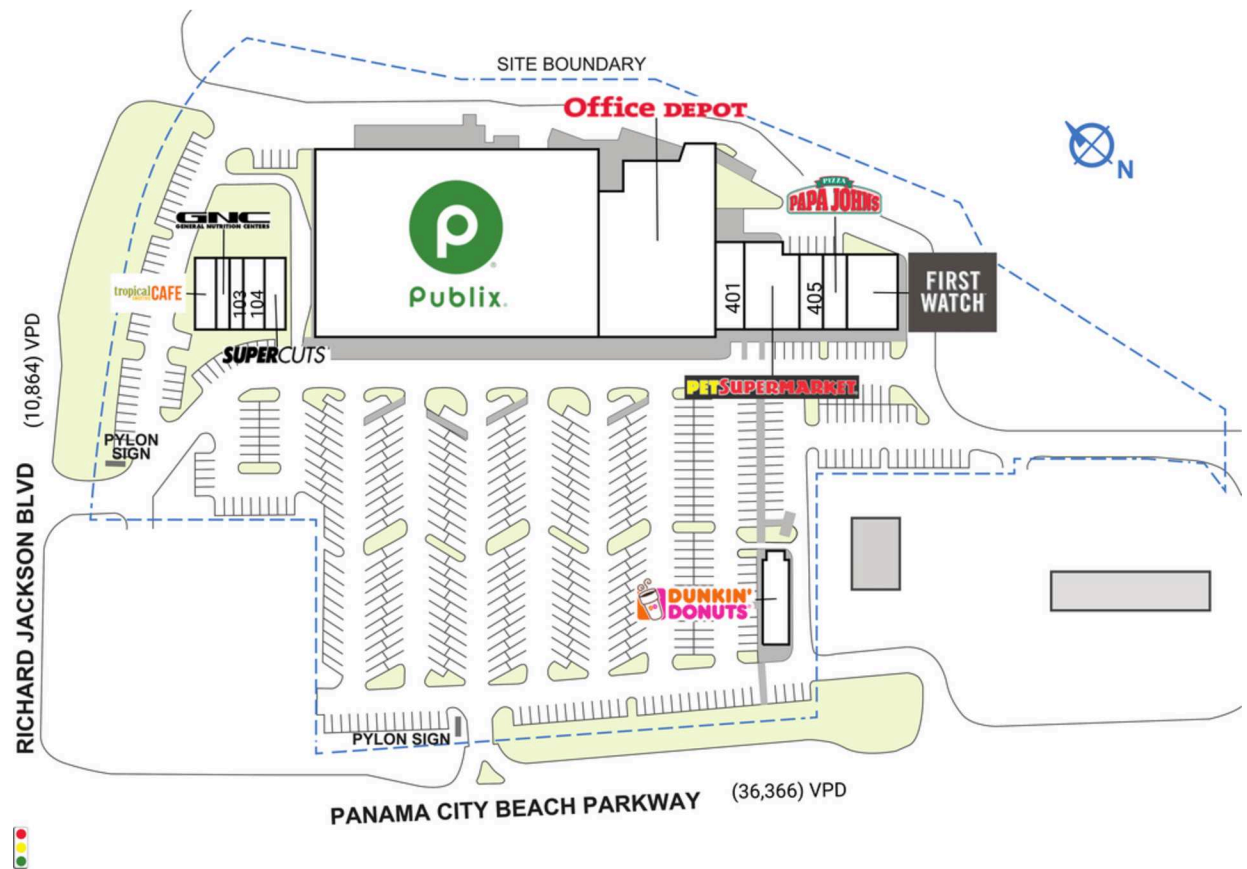 SITE BOUNDARY
Office DEPOT
N
PIZZA
PAPA JOHNS
GNC
GENERAL NUTRITION CENTERS
P
Publix®
tropical
CAFE
103
104
401
405
FIRST
WATCH
SUPERCUTS
PETSUPERMARKET
(10,864) VPD
PYLON
SIGN
RICHARD JACKSON BLVD
DUNKIN'
DONUTS
PYLON SIGN
PANAMA CITY BEACH PARKWAY
(36,366) VPD